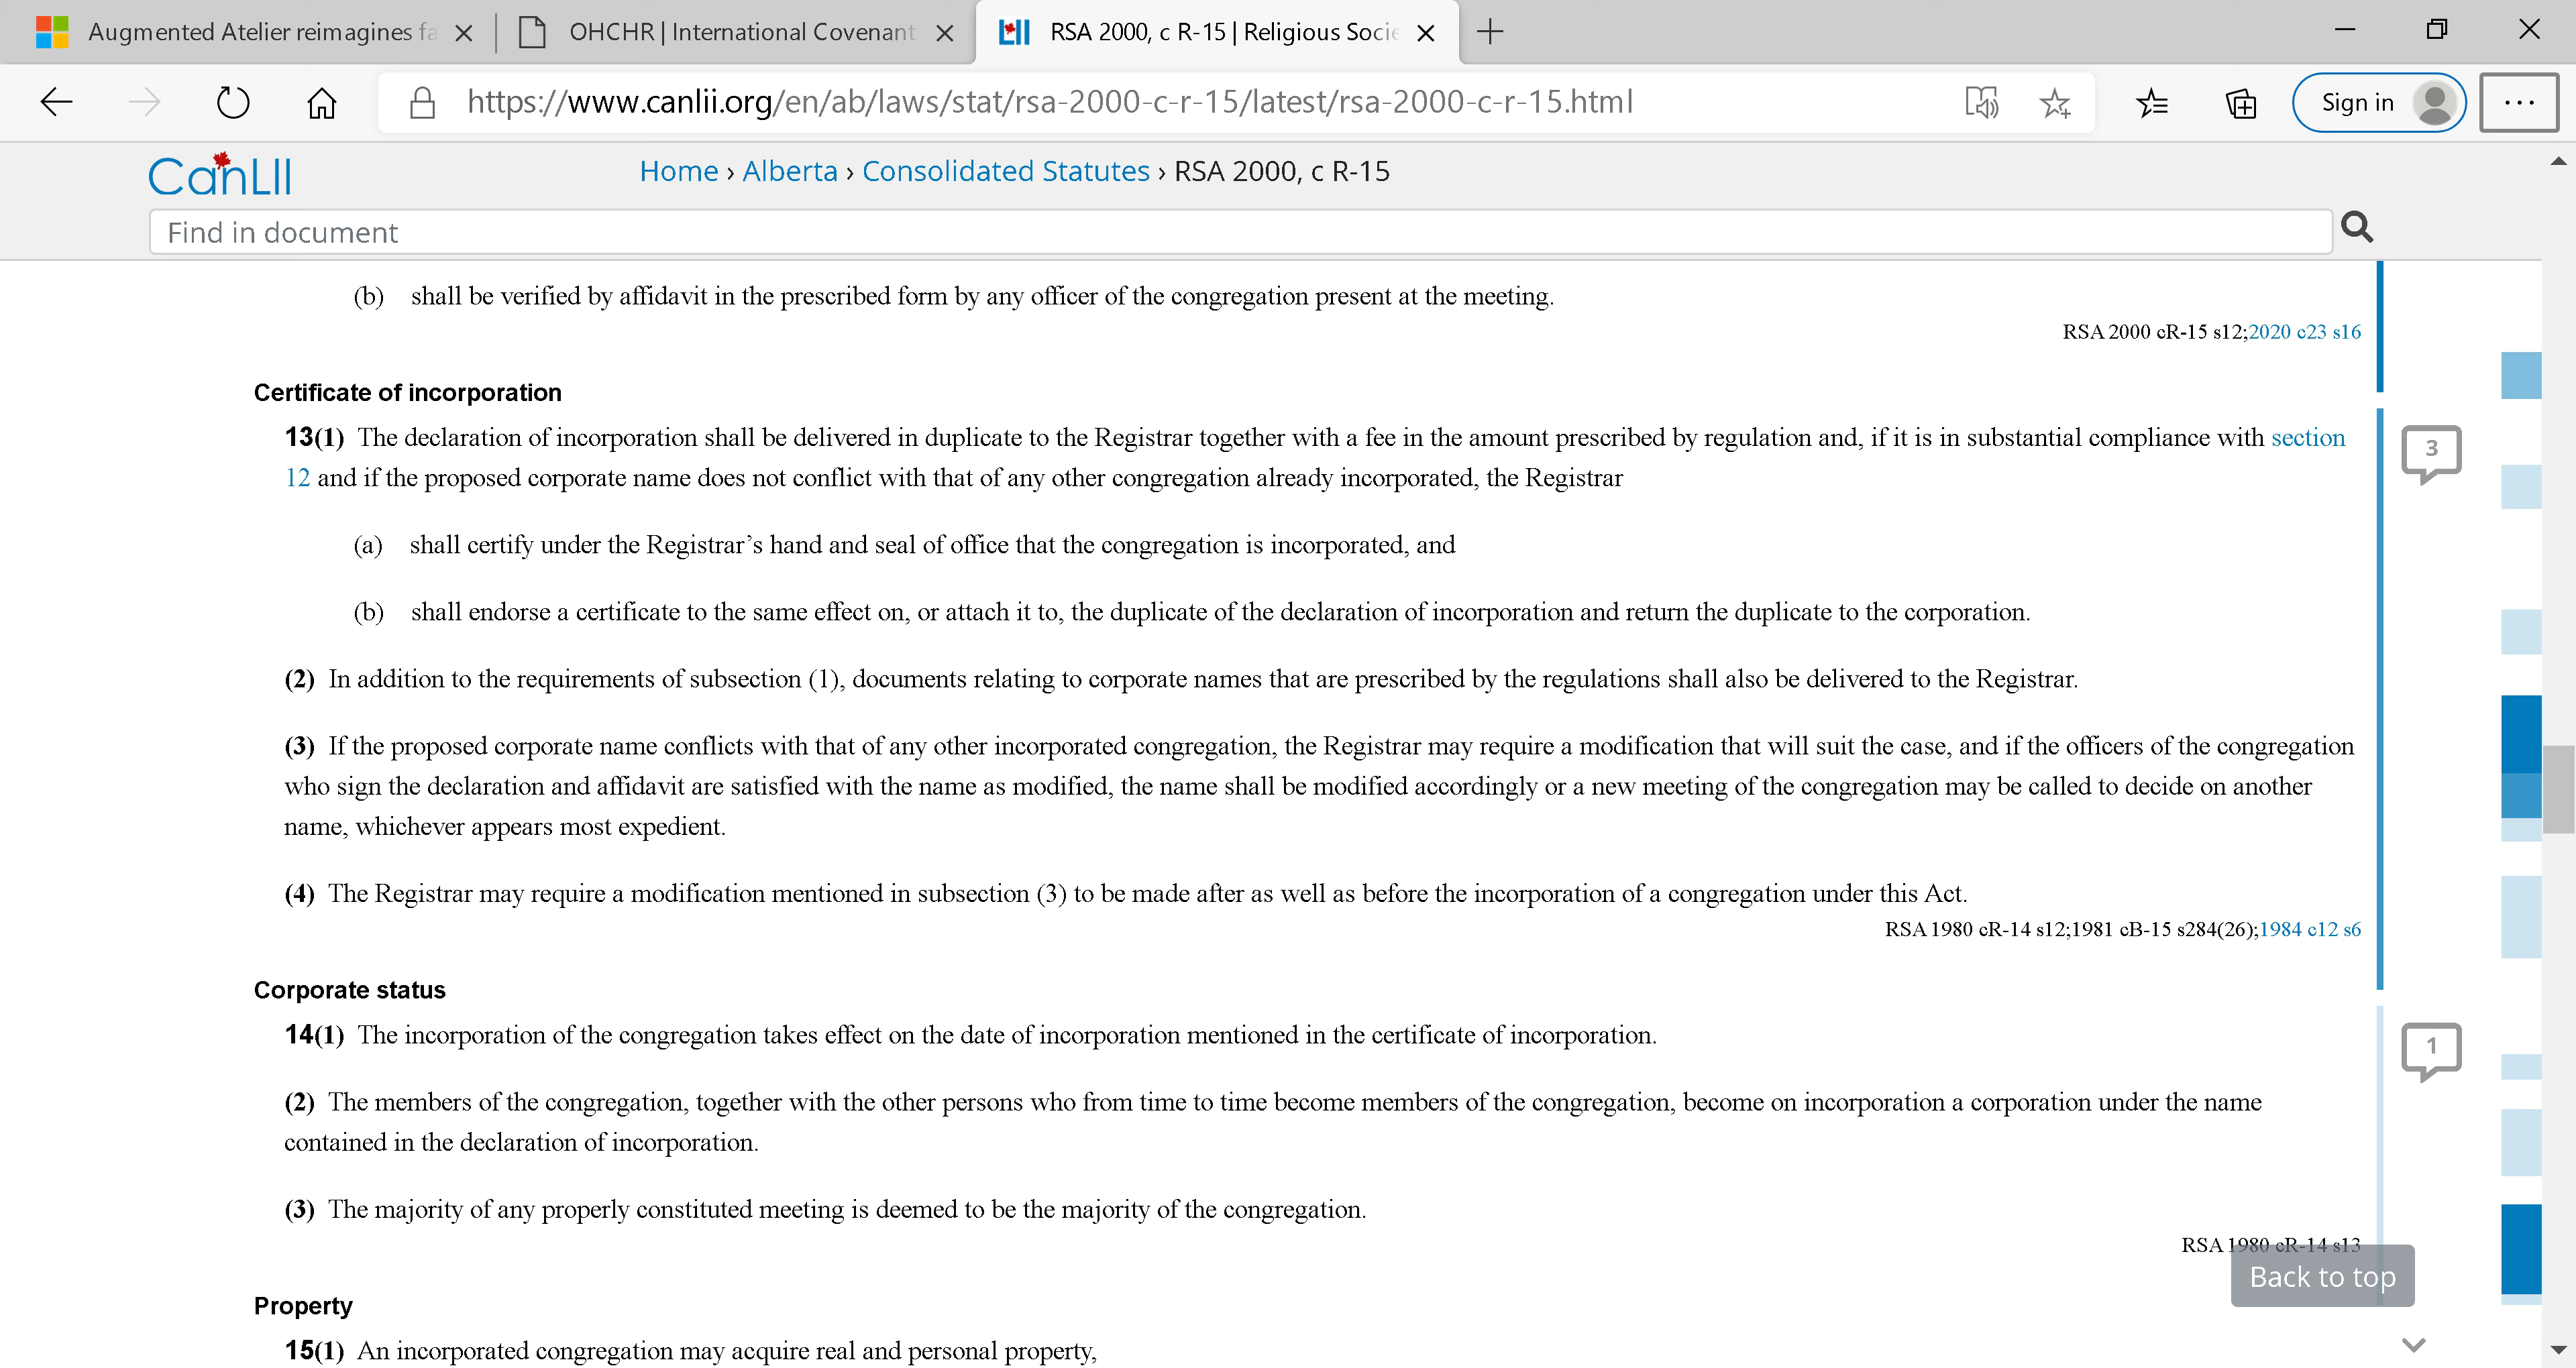 Augmented Atelier reimagines fa
OHCHR | International Covenant
RSA 2000, c R-15 | Religious Socie
https://www.canlii.org/en/ab/laws/stat/rsa-2000-c-r-15/latest/rsa-2000-c-r-15.html
Sign in
CanLII
Home › Alberta › Consolidated Statutes › RSA 2000, c R-15
Find in document
(b) shall be verified by affidavit in the prescribed form by any officer of the congregation present at the meeting.
RSA 2000 cR-15 s12;2020 c23 s16
Certificate of incorporation
13(1) The declaration of incorporation shall be delivered in duplicate to the Registrar together with a fee in the amount prescribed by regulation and, if it is in substantial compliance with section
12 and if the proposed corporate name does not conflict with that of any other congregation already incorporated, the Registrar
3
(a) shall certify under the Registrar’s hand and seal of office that the congregation is incorporated, and
(b) shall endorse a certificate to the same effect on, or attach it to, the duplicate of the declaration of incorporation and return the duplicate to the corporation.
(2) In addition to the requirements of subsection (1), documents relating to corporate names that are prescribed by the regulations shall also be delivered to the Registrar.
(3) If the proposed corporate name conflicts with that of any other incorporated congregation, the Registrar may require a modification that will suit the case, and if the officers of the congregation
who sign the declaration and affidavit are satisfied with the name as modified, the name shall be modified accordingly or a new meeting of the congregation may be called to decide on another
name, whichever appears most expedient.
(4) The Registrar may require a modification mentioned in subsection (3) to be made after as well as before the incorporation of a congregation under this Act.
RSA 1980 cR-14 s12;1981 cB-15 s284(26);1984 c12 s6
Corporate status
14(1) The incorporation of the congregation takes effect on the date of incorporation mentioned in the certificate of incorporation.
1
(2) The members of the congregation, together with the other persons who from time to time become members of the congregation, become on incorporation a corporation under the name
contained in the declaration of incorporation.
(3) The majority of any properly constituted meeting is deemed to be the majority of the congregation.
RSA 1980 cR-14 s13
Back to top
Property
15(1) An incorporated congregation may acquire real and personal property,